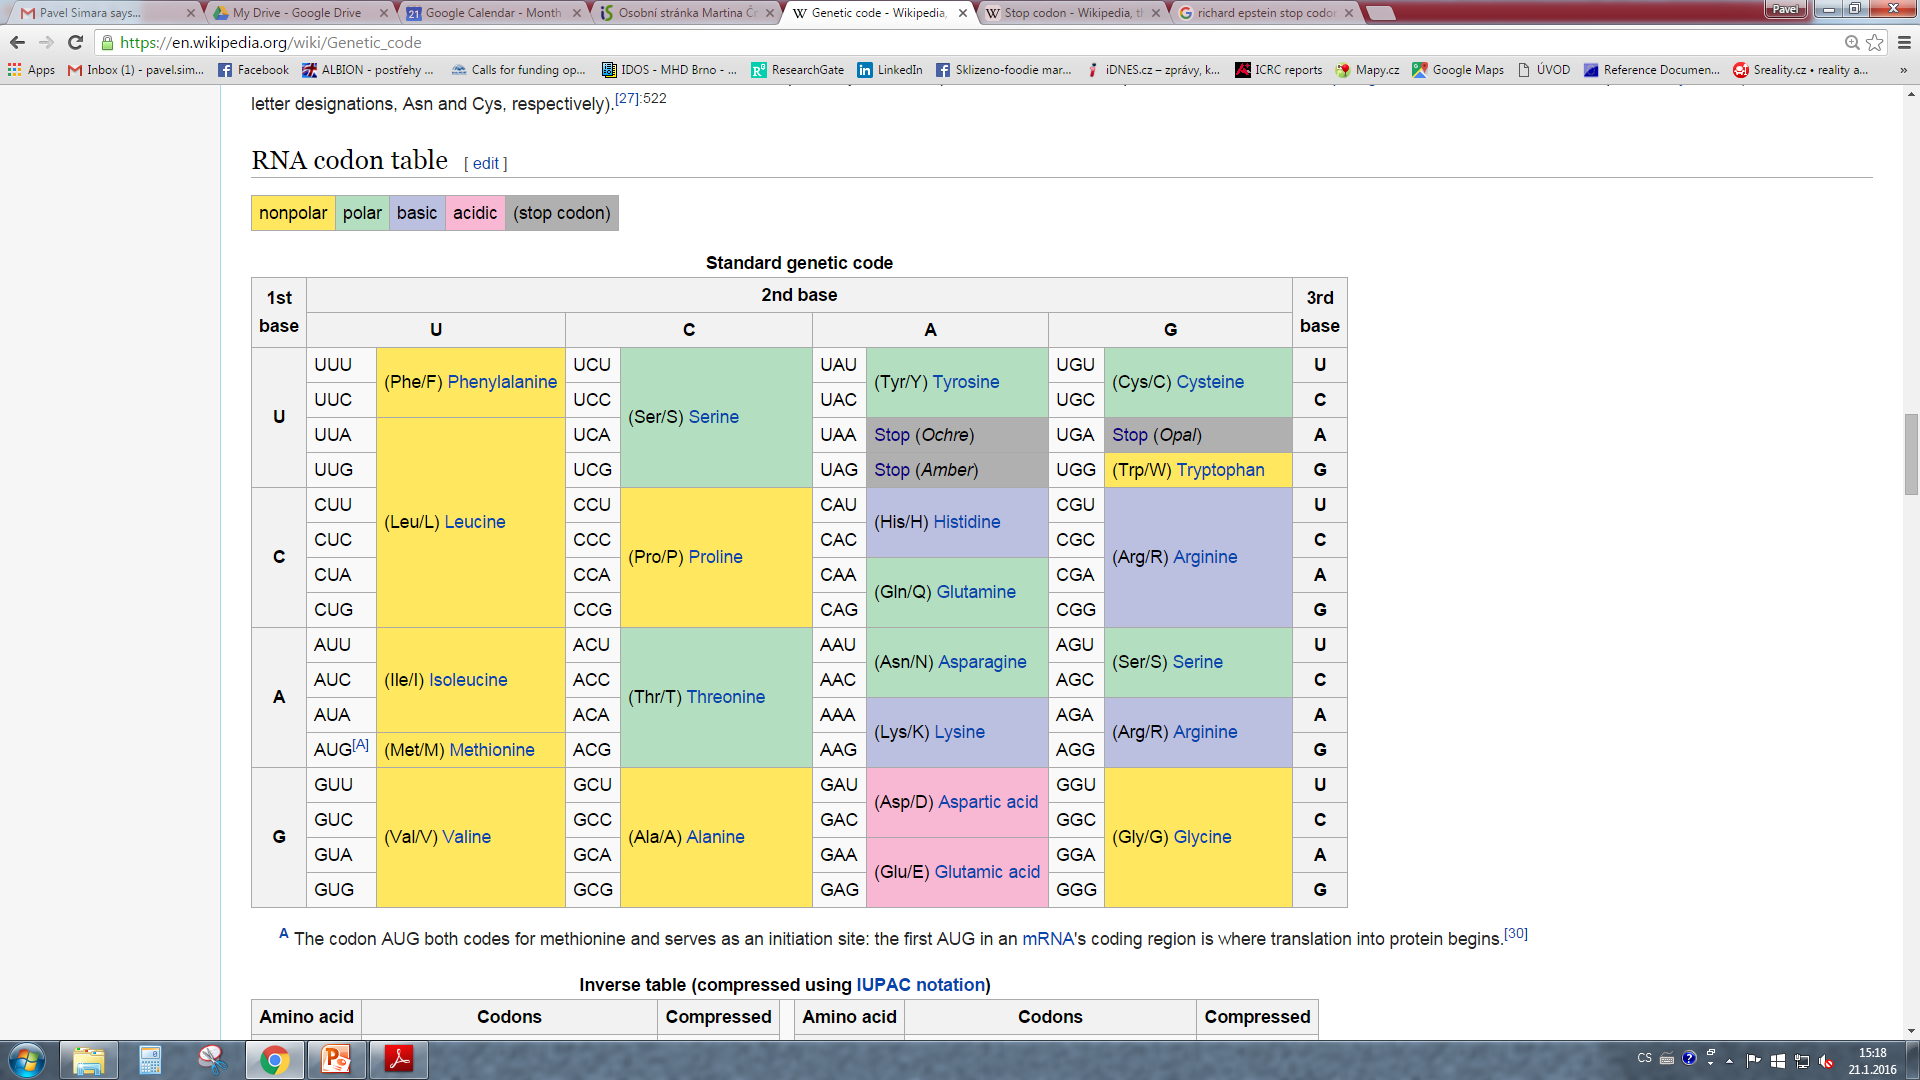 Pavel Simara says...
My Drive - Google Drive
21 Google Calendar - Month
Osobní stránka Martina Č
Genetic code - Wikipedia,
Stop codon - Wikipedia, th
richard epstein stop codon
Pavel
https://en.wikipedia.org/wiki/Genetic_code
Apps Inbox (1) - pavel.sim... Facebook ALBION - postřehy ... Calls for funding op... IDOS - MHD Brno - ... ResearchGate LinkedIn Sklizeno-foodie mar... iDNES.cz – zprávy, k... ICRC reports Mapy.cz Google Maps ÚVOD Reference Documen... Sreality.cz • reality a... »
letter designations, Asn and Cys, respectively).[27]:522
RNA codon table [ edit ]
nonpolar polar basic acidic (stop codon)
Standard genetic code
1st base 2nd base 3rd base
U C A G
U UUU (Phe/F) Phenylalanine UCU (Ser/S) Serine UAU (Tyr/Y) Tyrosine UGU (Cys/C) Cysteine U
UUC UCC UAC UGC C
UUA (Leu/L) Leucine UCA UAA Stop (Ochre) UGA Stop (Opal) A
UUG UCG UAG Stop (Amber) UGG (Trp/W) Tryptophan G
C CUU CCU (Pro/P) Proline CAU (His/H) Histidine CGU (Arg/R) Arginine U
CUC CCC CAC CGC C
CUA CCA CAA (Gln/Q) Glutamine CGA A
CUG CCG CAG CGG G
A AUU (Ile/I) Isoleucine ACU (Thr/T) Threonine AAU (Asn/N) Asparagine AGU (Ser/S) Serine U
AUC ACC AAC AGC C
AUA ACA AAA (Lys/K) Lysine AGA (Arg/R) Arginine A
AUG[A] (Met/M) Methionine ACG AAG AGG G
G GUU (Val/V) Valine GCU (Ala/A) Alanine GAU (Asp/D) Aspartic acid GGU (Gly/G) Glycine U
GUC GCC GAC GGC C
GUA GCA GAA (Glu/E) Glutamic acid GGA A
GUG GCG GAG GGG G
A The codon AUG both codes for methionine and serves as an initiation site: the first AUG in an mRNA's coding region is where translation into protein begins.[30]
Inverse table (compressed using IUPAC notation)
Amino acid Codons Compressed Amino acid Codons Compressed
CS 15:18
21.1.2016